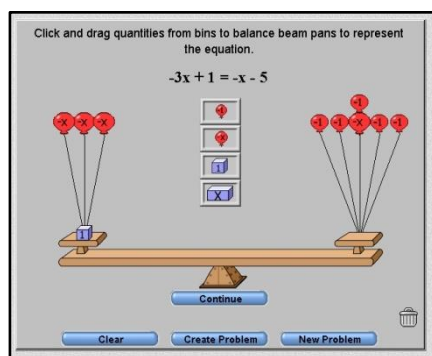 Click and drag quantities from bins to balance beam pans to represent
the equation.
-3x + 1 = -x - 5
-1
-x -x -x
-1 -1 -x -1 -1
-1
-x
1
x
1
Continue
Clear Create Problem New Problem